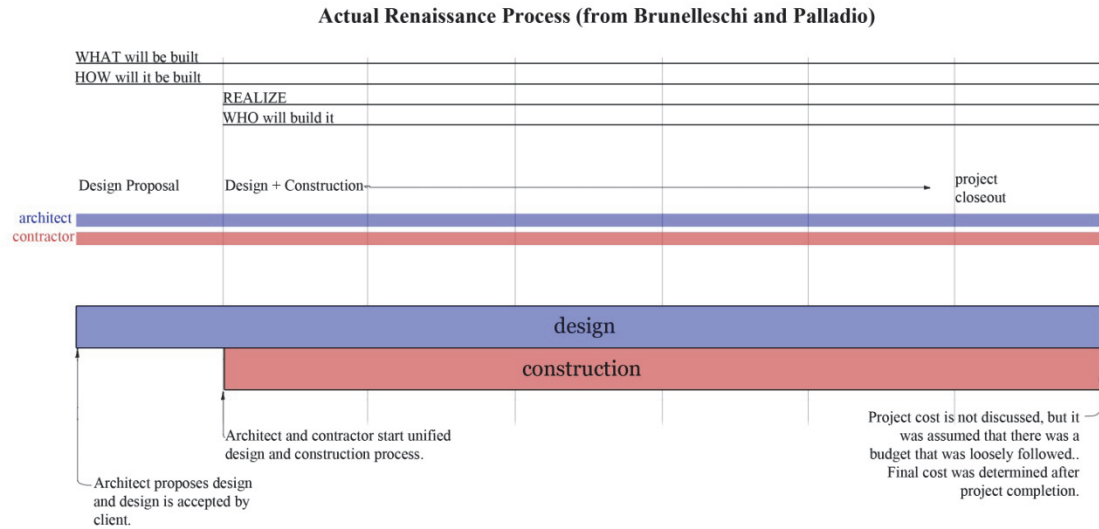 Actual Renaissance Process (from Brunelleschi and Palladio)
WHAT will be built
HOW will it be built
REALIZE
WHO will build it
Design Proposal
Design + Construction
project
closeout
architect
contractor
design
construction
Architect and contractor start unified
design and construction process.
Architect proposes design
and design is accepted by
client.
Project cost is not discussed, but it
was assumed that there was a
budget that was loosely followed..
Final cost was determined after
project completion.